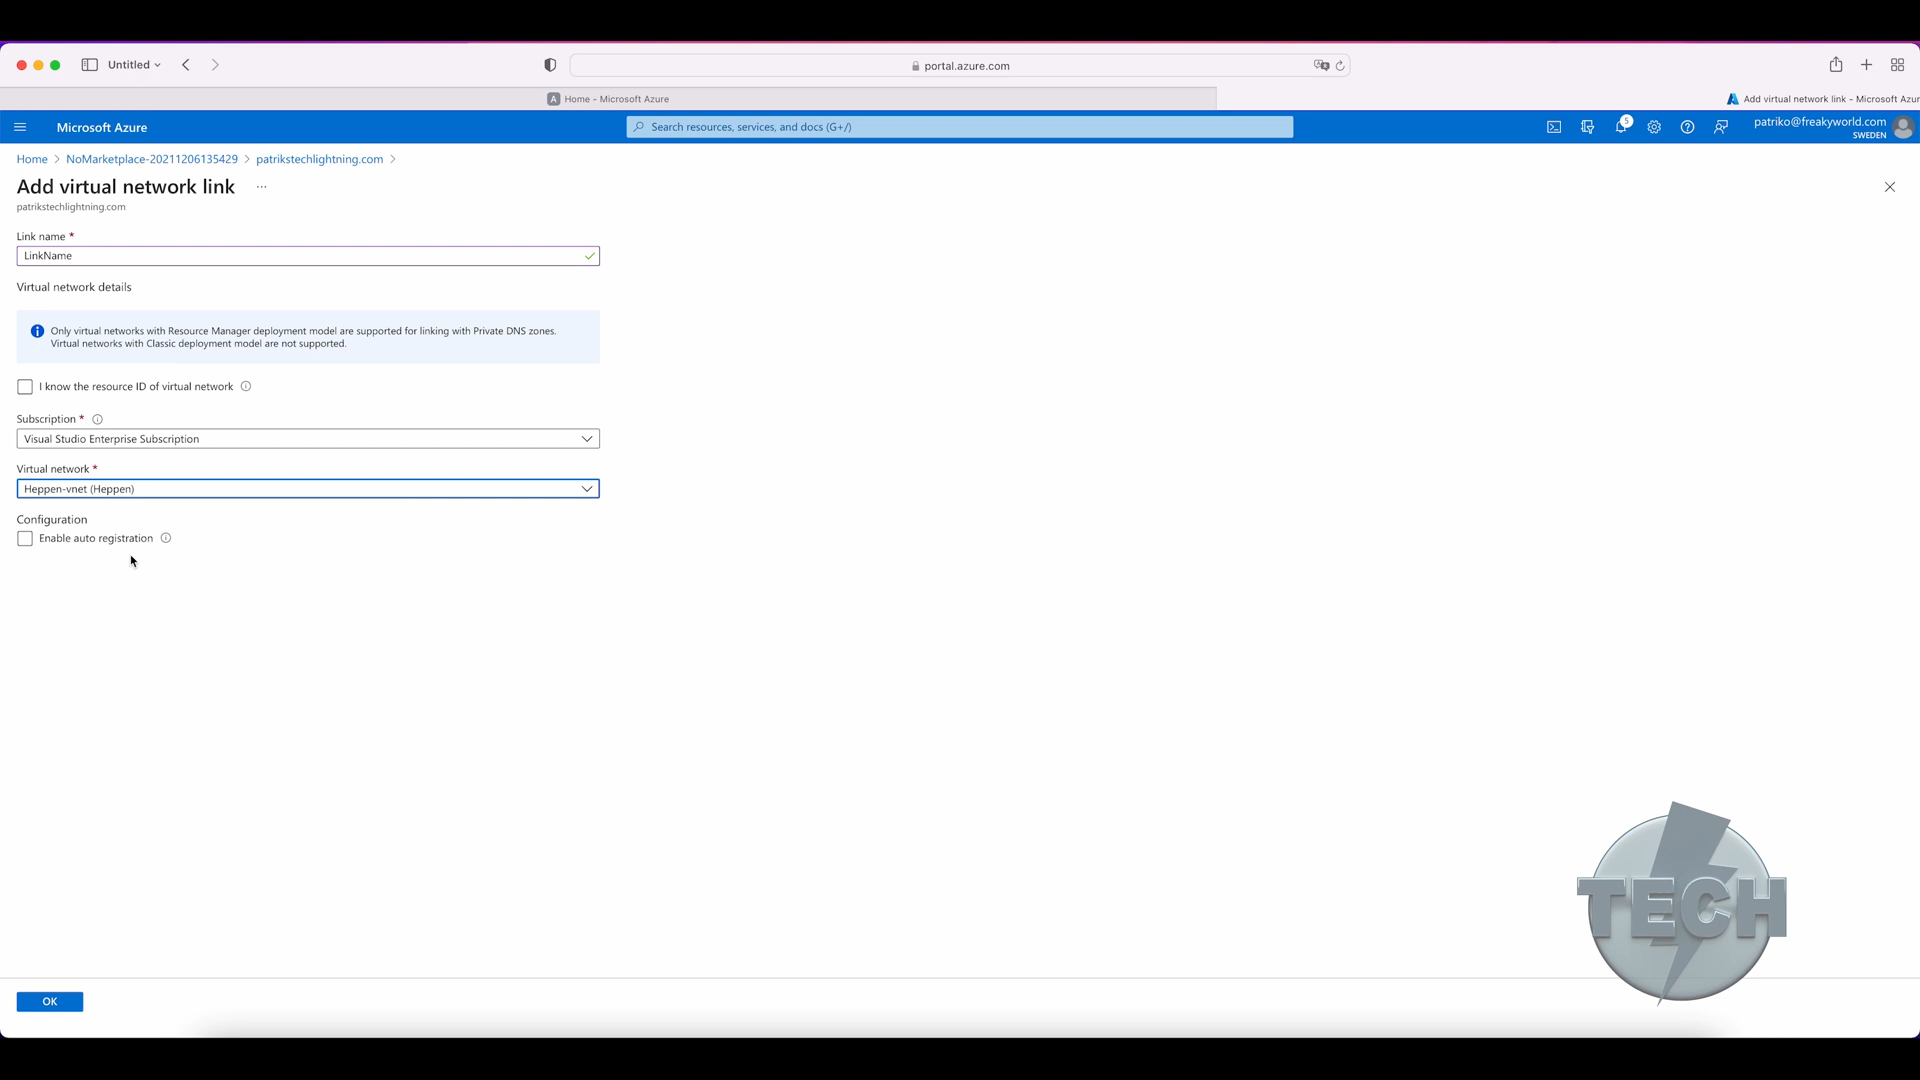 Untitled
portal.azure.com
A Home – Microsoft Azure
Add virtual network link – Microsoft Azur
Microsoft Azure
Search resources, services, and docs (G+/)
5
patriko@freakyworld.com
SWEDEN
Home > NoMarketplace-20211206135429 > patrikstechlightning.com >
Add virtual network link ...
patrikstechlightning.com
Link name *
LinkName
Virtual network details
Only virtual networks with Resource Manager deployment model are supported for linking with Private DNS zones.
Virtual networks with Classic deployment model are not supported.
I know the resource ID of virtual network
Subscription *
Visual Studio Enterprise Subscription
Virtual network *
Heppen-vnet (Heppen)
Configuration
Enable auto registration
TECH
OK